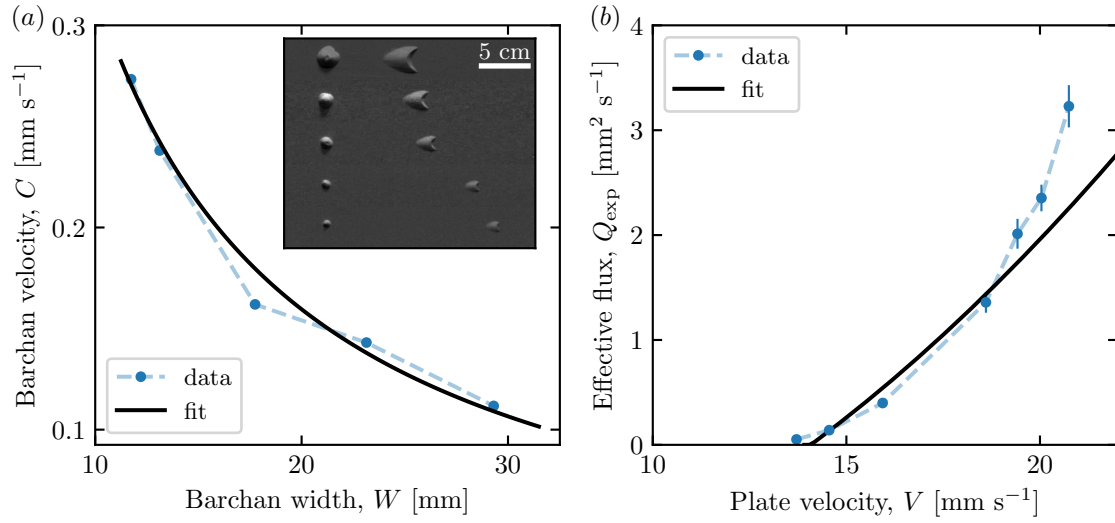 (a)
0.3
0.2
0.1
Barchan velocity, C [mm s⁻¹]
5 cm
data
fit
10
20
30
Barchan width, W [mm]
(b)
4
3
2
1
0
Effective flux, Qexp [mm² s⁻¹]
data
fit
10
15
20
Plate velocity, V [mm s⁻¹]